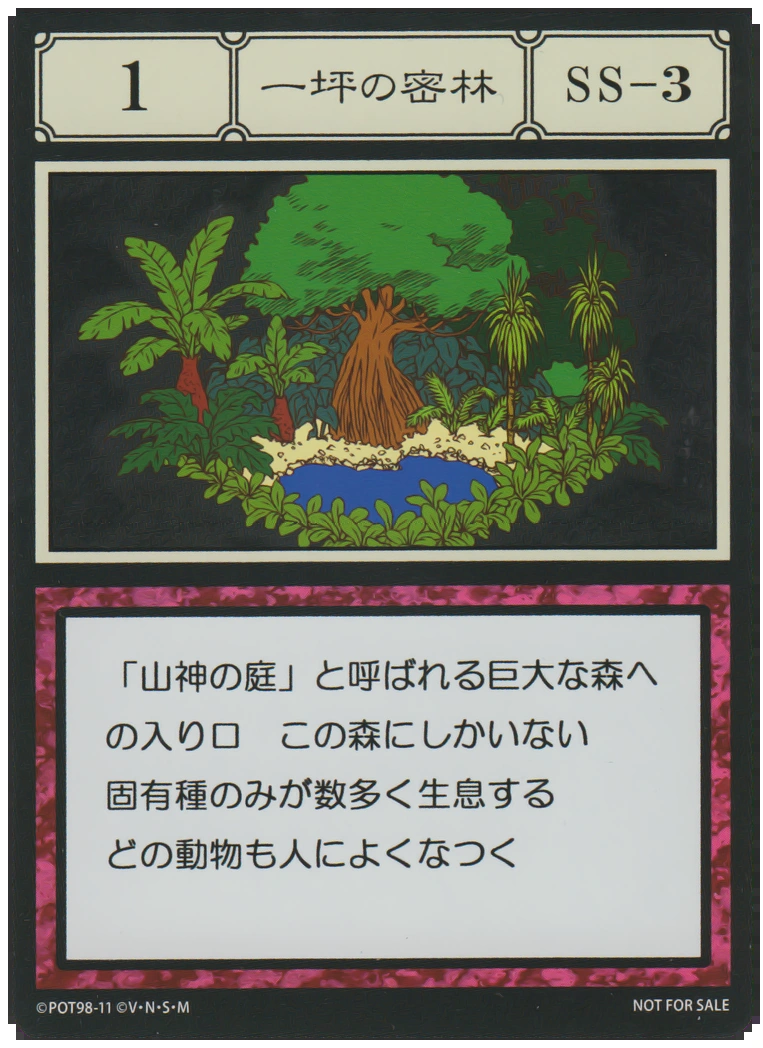 1
一坪の密林
SS-3
「山神の庭」と呼ばれる巨大な森へ
の入り口　この森にしかいない
固有種のみが数多く生息する
どの動物も人によくなつく
©POT98-11 ©V・N・S・M
NOT FOR SALE